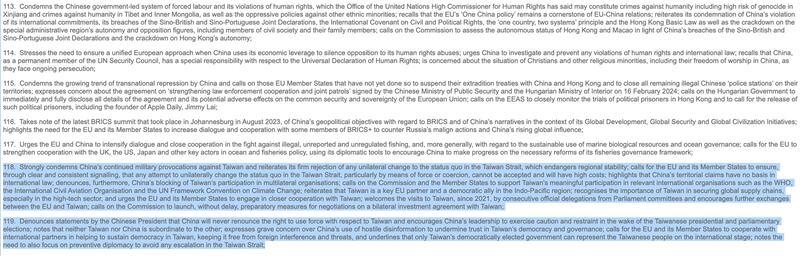 113. Condemns the Chinese government-led system of forced labour and its violations of human rights, which the Office of the United Nations High Commissioner for Human Rights has said may constitute crimes against humanity including high risk of genocide in
Xinjiang and crimes against humanity in Tibet and Inner Mongolia, as well as the oppressive policies against other ethnic minorities; recalls that the EU's 'One China policy' remains a cornerstone of EU-China relations; reiterates its condemnation of China's violation
of its international commitments, its breaches of the Sino-British and Sino-Portuguese Joint Declarations, the International Covenant on Civil and Political Rights, the 'one country, two systems' principle and the Hong Kong Basic Law as well as the crackdown on the
special administrative region's autonomy and opposition figures, including members of civil society and their family members; calls on the Commission to assess the autonomous status of Hong Kong and Macao in light of China's breaches of the Sino-British and
Sino-Portuguese Joint Declarations and the crackdown on Hong Kong's autonomy;
114. Stresses the need to ensure a unified European approach when China uses its economic leverage to silence opposition to its human rights abuses; urges China to investigate and prevent any violations of human rights and international law; recalls that China, as
a permanent member of the UN Security Council, has a special responsibility with respect to the Universal Declaration of Human Rights; is concerned about the situation of Christians and other religious minorities, including their freedom of worship in China, as
they face ongoing persecution;
115. Condemns the growing trend of transnational repression by China and calls on those EU Member States that have not yet done so to suspend their extradition treaties with China and Hong Kong and to close all remaining illegal Chinese 'police stations' on their
territories; expresses concern about the agreement on 'strengthening law enforcement cooperation and joint patrols' signed by the Chinese Ministry of Public Security and the Hungarian Ministry of Interior on 16 February 2024; calls on the Hungarian Government to
immediately and fully disclose all details of the agreement and its potential adverse effects on the common security and sovereignty of the European Union; calls on the EEAS to closely monitor the trials of political prisoners in Hong Kong and to call for the release of
such political prisoners, including the founder of Apple Daily, Jimmy Lai;
116. Takes note of the latest BRICS summit that took place in Johannesburg in August 2023, of China's geopolitical objectives with regard to BRICS and of China's narratives in the context of its Global Development, Global Security and Global Civilization Initiatives;
highlights the need for the EU and its Member States to increase dialogue and cooperation with some members of BRICS+ to counter Russia's malign actions and China's rising global influence;
117. Urges the EU and China to intensify dialogue and close cooperation in the fight against illegal, unreported and unregulated fishing and, more generally, with regard to the sustainable use of marine biological resources and ocean governance; calls for the EU to
strengthen cooperation with the UK, the US, Japan and other key actors in ocean and fisheries policy, using its diplomatic tools to encourage China to make progress on the necessary reforms of its fisheries governance framework;
118. Strongly condemns China's continued military provocations against Taiwan and reiterates its firm rejection of any unilateral change to the status quo in the Taiwan Strait, which endangers regional stability; calls for the EU and its Member States to ensure,
through clear and consistent signalling, that any attempt to unilaterally change the status quo in the Taiwan Strait, particularly by means of force or coercion, cannot be accepted and will have high costs; highlights that China's territorial claims have no basis in
international law; denounces, furthermore, China's blocking of Taiwan's participation in multilateral organisations; calls on the Commission and the Member States to support Taiwan's meaningful participation in relevant international organisations such as the WHO,
the International Civil Aviation Organisation and the UN Framework Convention on Climate Change; reiterates that Taiwan is a key EU partner and a democratic ally in the Indo-Pacific region; recognises the importance of Taiwan in securing global supply chains,
especially in the high-tech sector, and urges the EU and its Member States to engage in closer cooperation with Taiwan; welcomes the visits to Taiwan, since 2021, by consecutive official delegations from Parliament committees and encourages further exchanges
between the EU and Taiwan; calls on the Commission to launch, without delay, preparatory measures for negotiations on a bilateral investment agreement with Taiwan;
119. Denounces statements by the Chinese President that China will never renounce the right to use force with respect to Taiwan and encourages China's leadership to exercise caution and restraint in the wake of the Taiwanese presidential and parliamentary
elections; notes that neither Taiwan nor China is subordinate to the other; expresses grave concern over China's use of hostile disinformation to undermine trust in Taiwan's democracy and governance; calls for the EU and its Member States to cooperate with
international partners in helping to sustain democracy in Taiwan, keeping it free from foreign interference and threats, and underlines that only Taiwan's democratically elected government can represent the Taiwanese people on the international stage; notes the
need to also focus on preventive diplomacy to avoid any escalation in the Taiwan Strait;